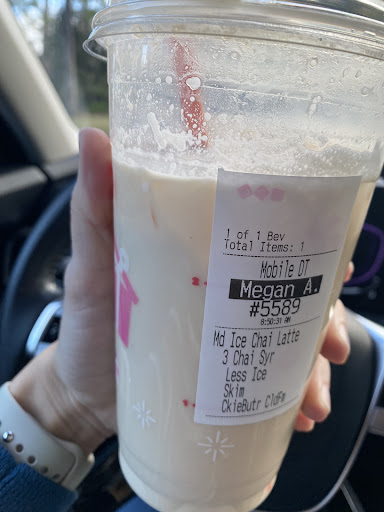 1 of 1 Bev
Total Items: 1
Mobile DT
Megan A.
#5589
8:50:31 AM
Md Ice Chai Latte
3 Chai Syr
Less Ice
Skim
CkieButr CldFm